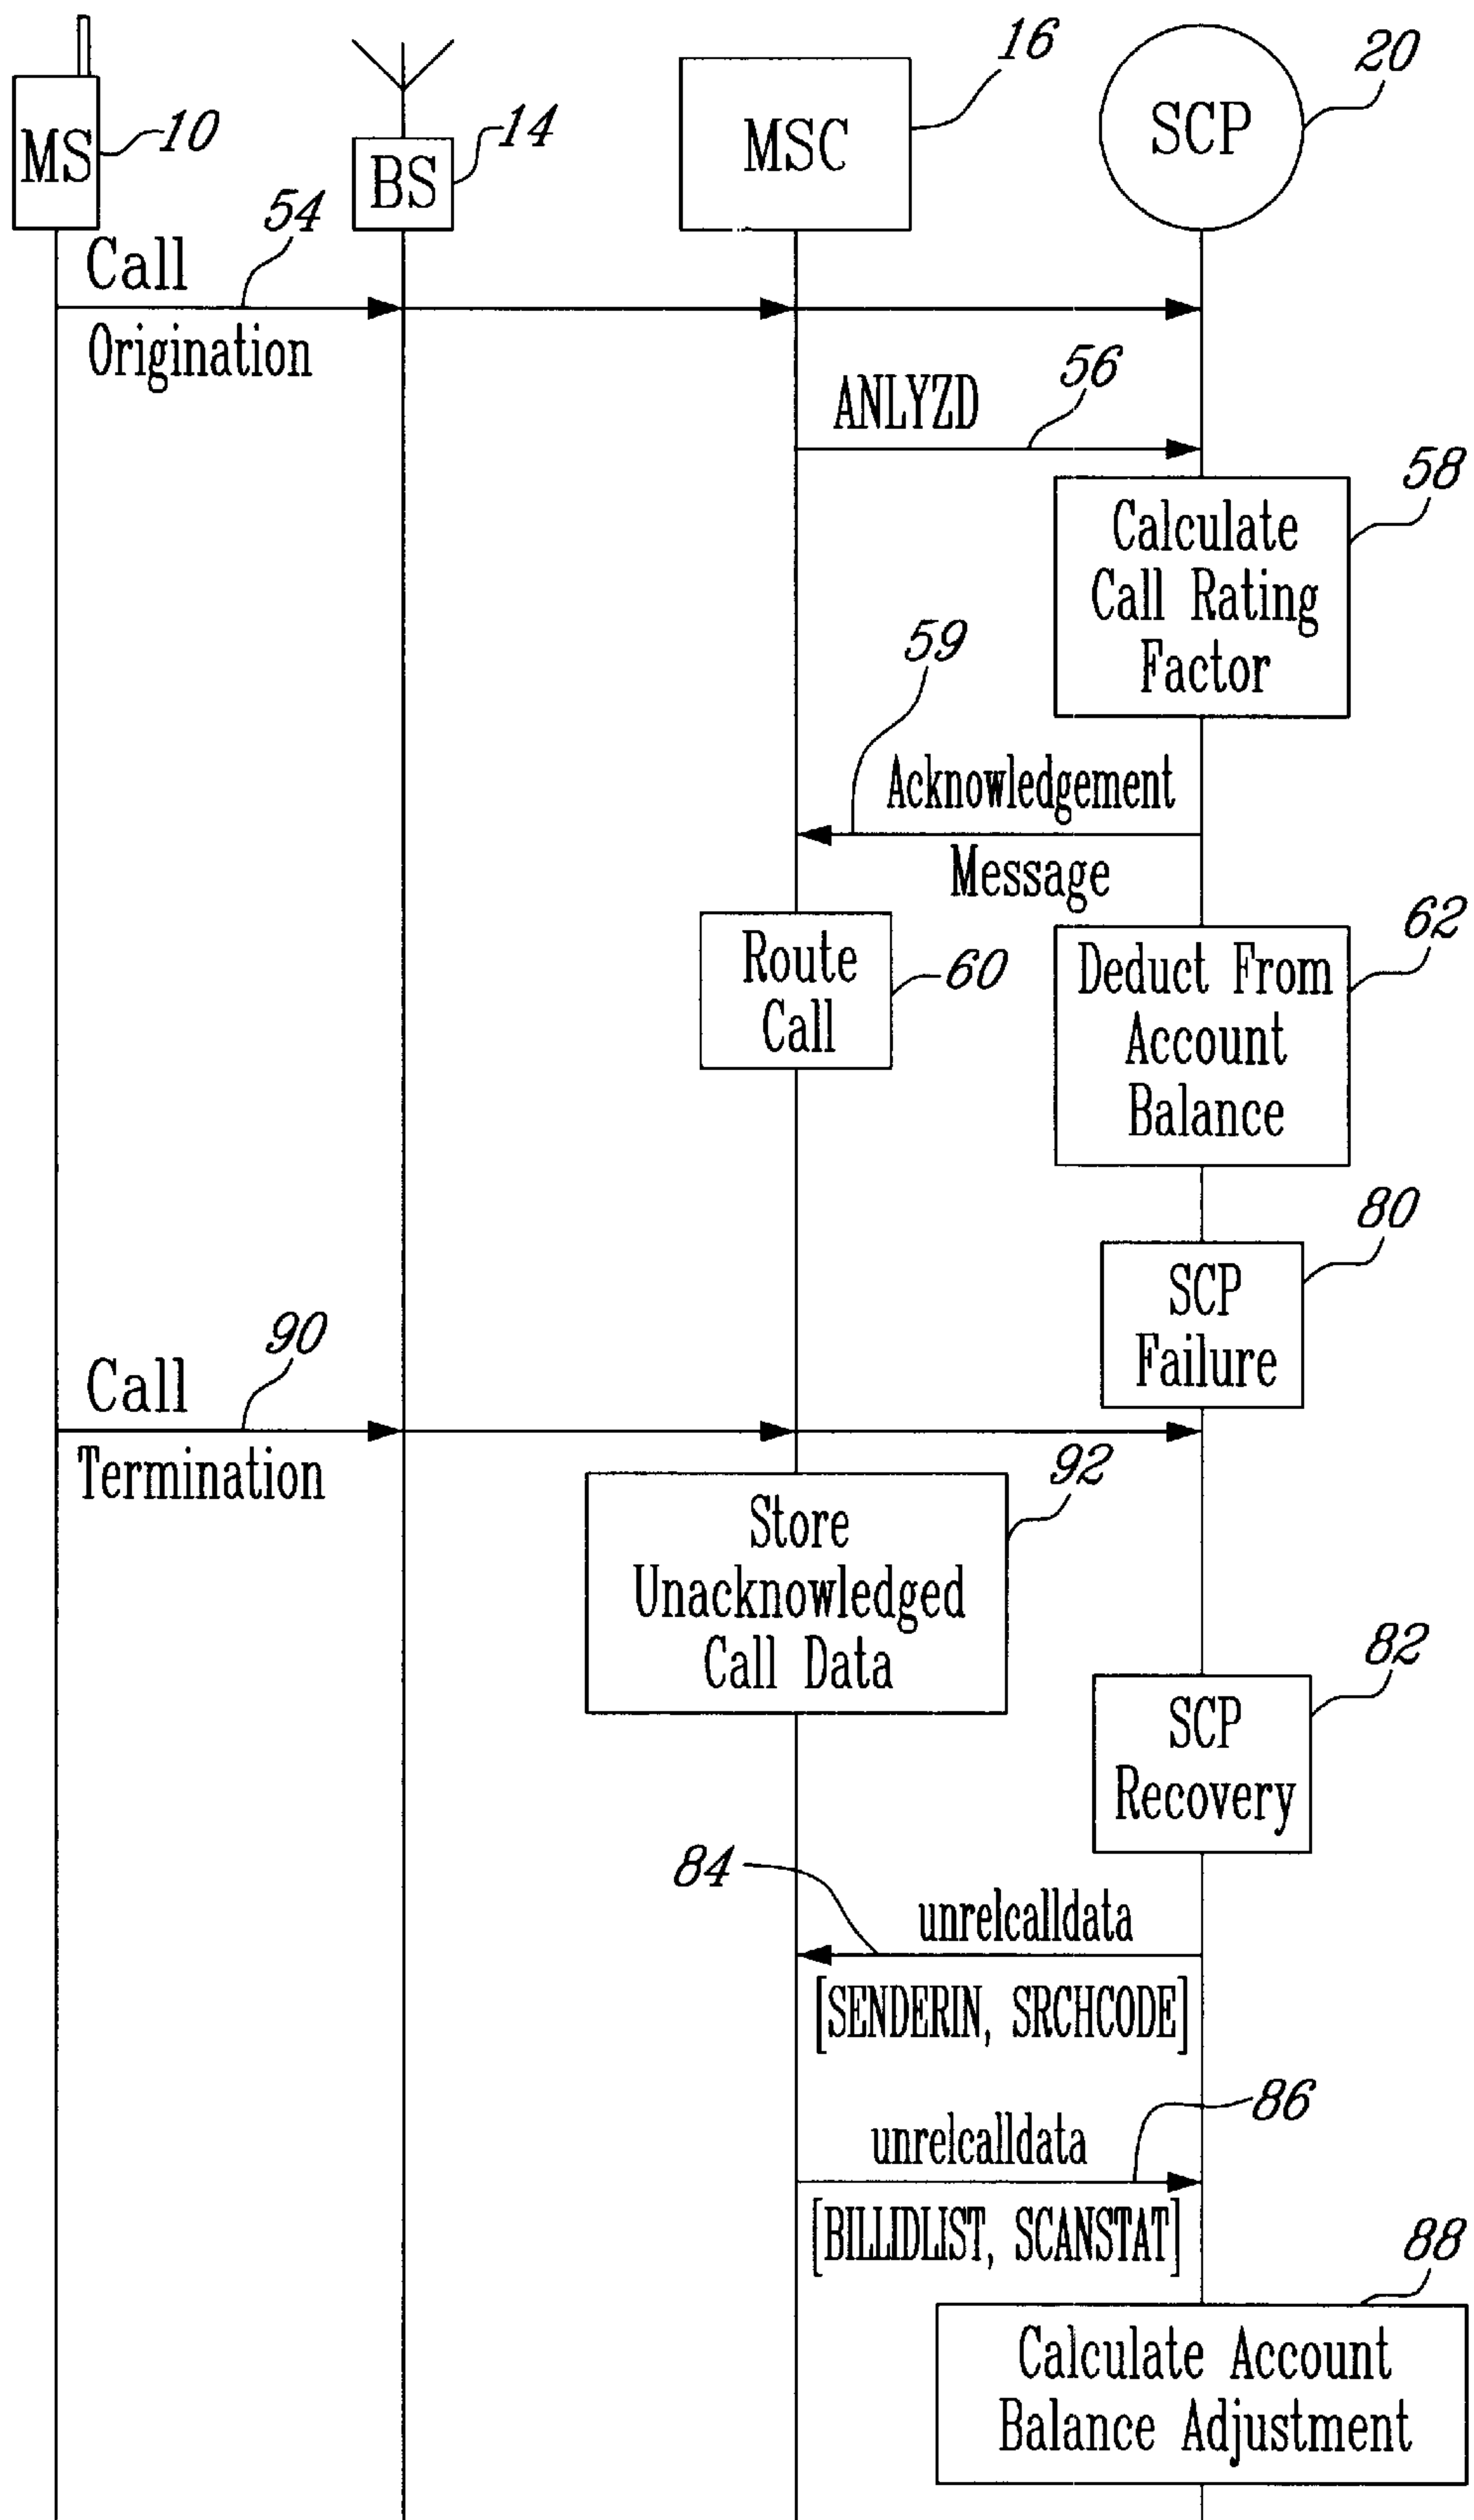 16
20
MS
10
BS
14
MSC
SCP
54
Call
Origination
56
ANLYZD
58
Calculate
Call Rating
Factor
59
Acknowledgement
Message
62
Route
Call
60
Deduct From
Account
Balance
80
SCP
Failure
90
Call
Termination
92
Store
Unacknowledged
Call Data
82
SCP
Recovery
84
unrelcalldata
[SENDERIN, SRCHCODE]
86
unrelcalldata
[BILLIDLIST, SCANSTAT]
88
Calculate Account
Balance Adjustment